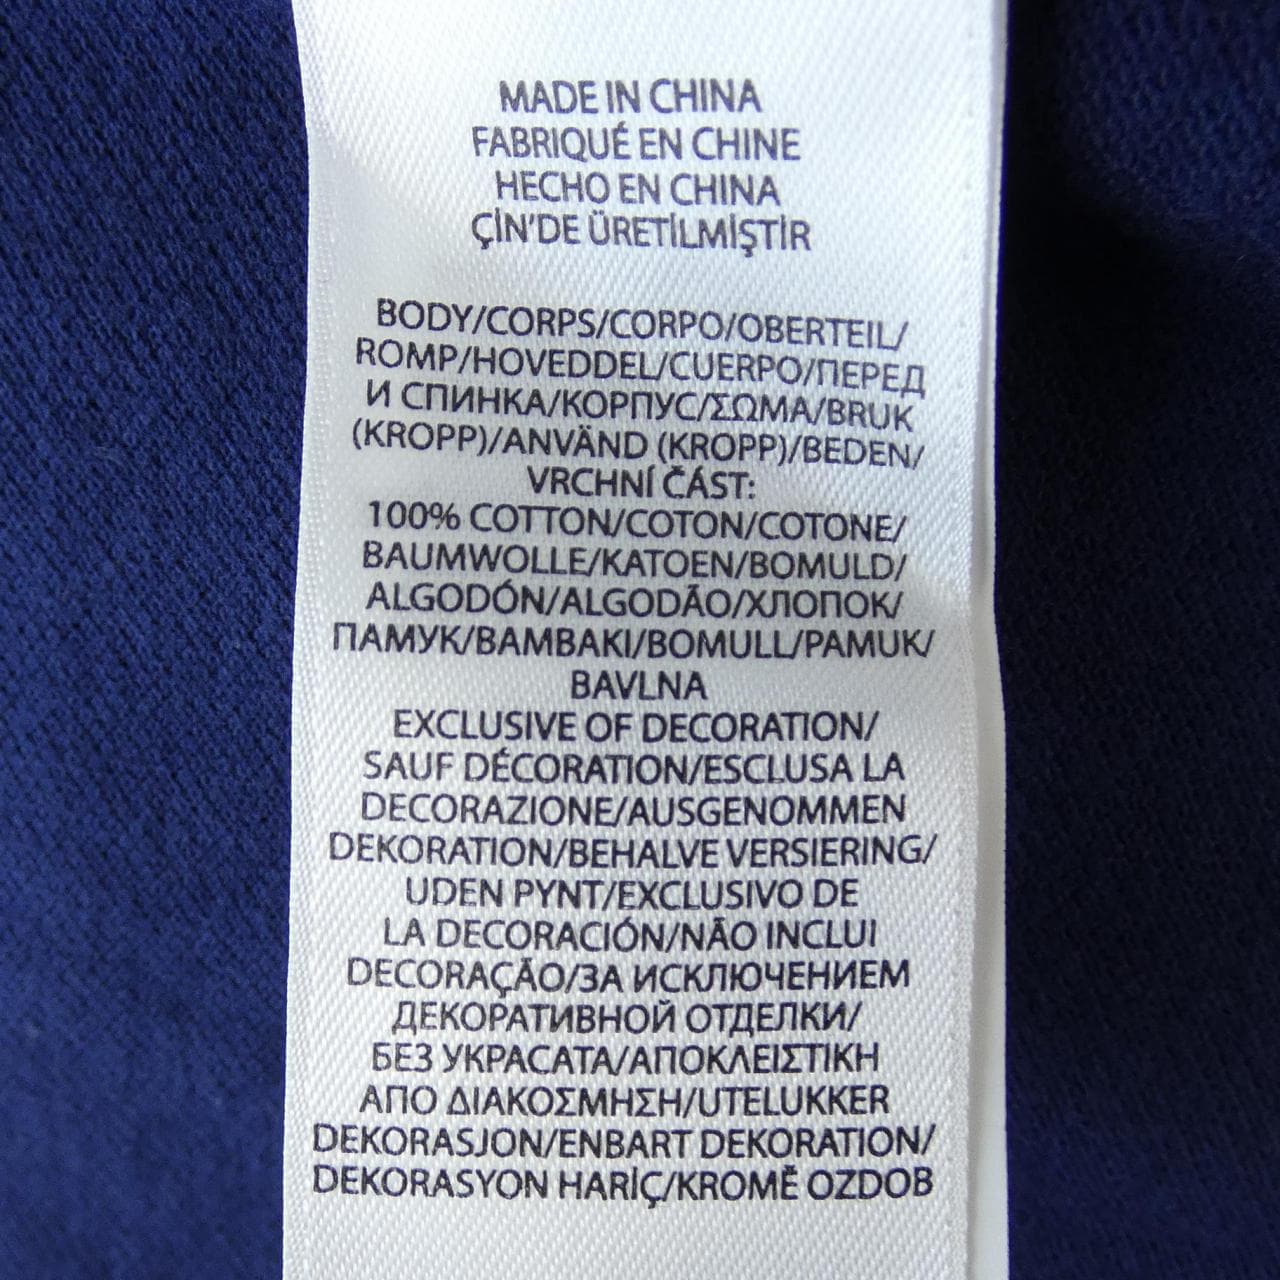 MADE IN CHINA
FABRIQUÉ EN CHINE
HECHO EN CHINA
ÇİN'DE ÜRETİLMİŞTİR
BODY/CORPS/CORPO/OBERTEIL/
ROMP/HOVEDDEL/CUERPO/ПЕРЕД
И СПИНКА/КОРПУС/ΣΩΜΑ/BRUK
(KROPP)/ANVÄND (KROPP)/BEDEN/
VRCHNÍ ČÁST:
100% COTTON/COTON/COTONE/
BAUMWOLLE/KATOEN/BOMULD/
ALGODÓN/ALGODÃO/ХЛОПОК/
ПАМУК/ΒΑΜΒΑΚΙ/BOMULL/PAMUK/
BAVLNA
EXCLUSIVE OF DECORATION/
SAUF DÉCORATION/ESCLUSA LA
DECORAZIONE/AUSGENOMMEN
DEKORATION/BEHALVE VERSIERING/
UDEN PYNT/EXCLUSIVO DE
LA DECORACIÓN/NÃO INCLUI
DECORAÇÃO/ЗА ИСКЛЮЧЕНИЕМ
ДЕКОРАТИВНОЙ ОТДЕЛКИ/
БЕЗ УКРАСАТА/ΑΠΟΚΛΕΙΣΤΙΚΗ
ΑΠΟ ΔΙΑΚΟΣΜΗΣΗ/UTELUKKER
DEKORASJON/ENBART DEKORATION/
DEKORASYON HARİÇ/KROMĚ OZDOB